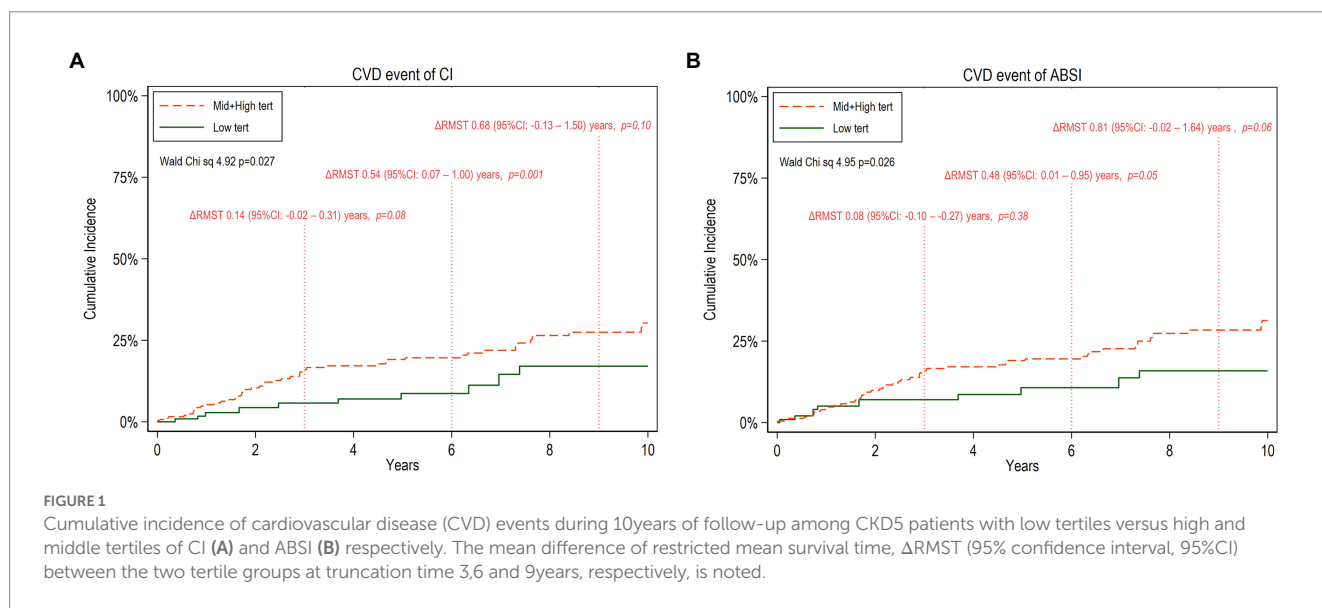 A
CVD event of CI
100%
75%
50%
25%
0%
Cumulative Incidence
Mid+High tert
Low tert
Wald Chi sq 4.92 p=0.027
ΔRMST 0.68 (95%CI: -0.13 – 1.50) years, p=0.10
ΔRMST 0.54 (95%CI: 0.07 – 1.00) years, p=0.001
ΔRMST 0.14 (95%CI: -0.02 – 0.31) years, p=0.08
0 2 4 6 8 10
Years
B
CVD event of ABSI
100%
75%
50%
25%
0%
Cumulative Incidence
Mid+High tert
Low tert
Wald Chi sq 4.95 p=0.026
ΔRMST 0.81 (95%CI: -0.02 – 1.64) years , p=0.06
ΔRMST 0.48 (95%CI: 0.01 – 0.95) years, p=0.05
ΔRMST 0.08 (95%CI: -0.10 – -0.27) years, p=0.38
0 2 4 6 8 10
Years
FIGURE 1
Cumulative incidence of cardiovascular disease (CVD) events during 10years of follow-up among CKD5 patients with low tertiles versus high and
middle tertiles of CI (A) and ABSI (B) respectively. The mean difference of restricted mean survival time, ΔRMST (95% confidence interval, 95%CI)
between the two tertile groups at truncation time 3,6 and 9years, respectively, is noted.